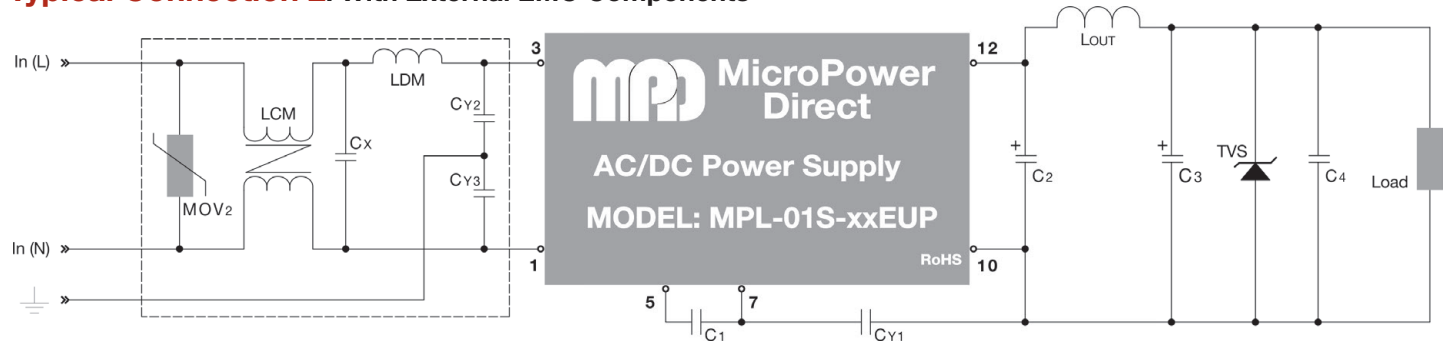 Typical Connection 2: With External EMC Components
In (L)
MOV2
LCM
CX
LDM
CY2
CY3
In (N)
3
1
MPD
MicroPower
Direct
AC/DC Power Supply
MODEL: MPL-01S-xxEUP
RoHS
12
10
5
7
C1
CY1
+
C2
LOUT
+
C3
TVS
C4
Load